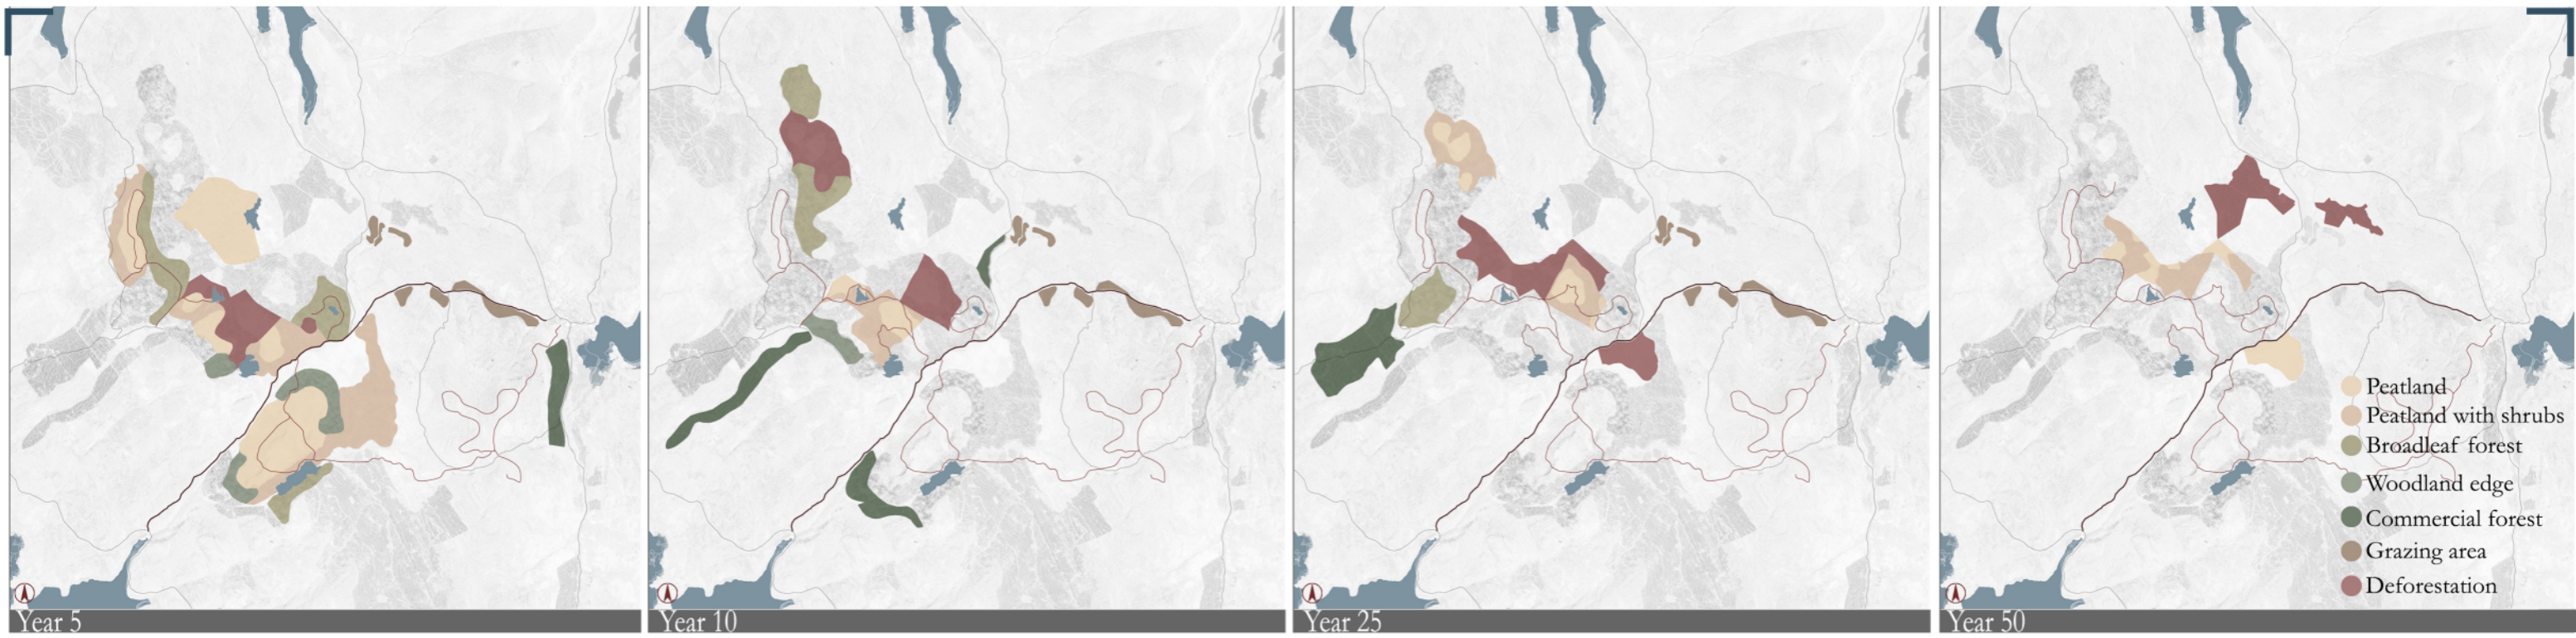 Peatland
Peatland with shrubs
Broadleaf forest
Woodland edge
Commercial forest
Grazing area
Deforestation
Year 5
Year 10
Year 25
Year 50